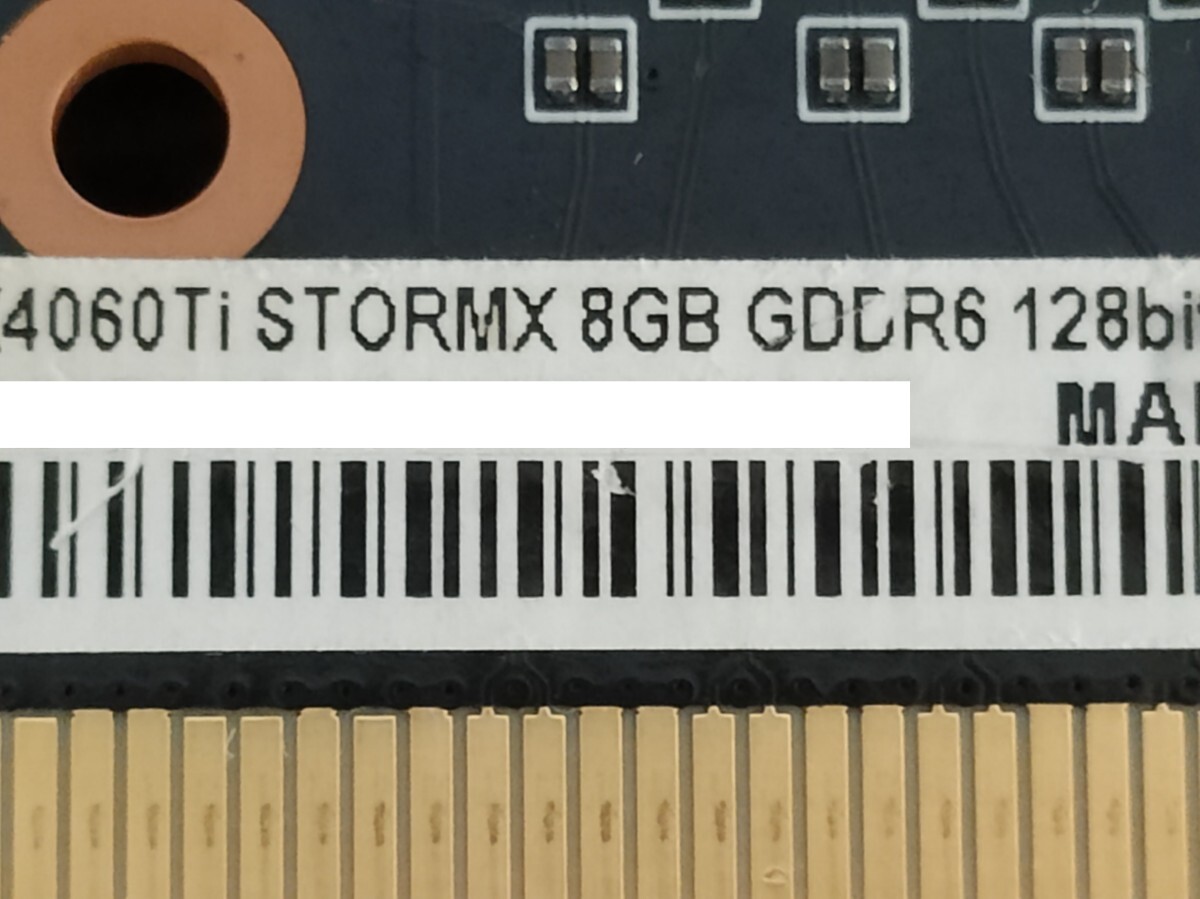 4060Ti STORMX 8GB GDDR6 128bi
MA